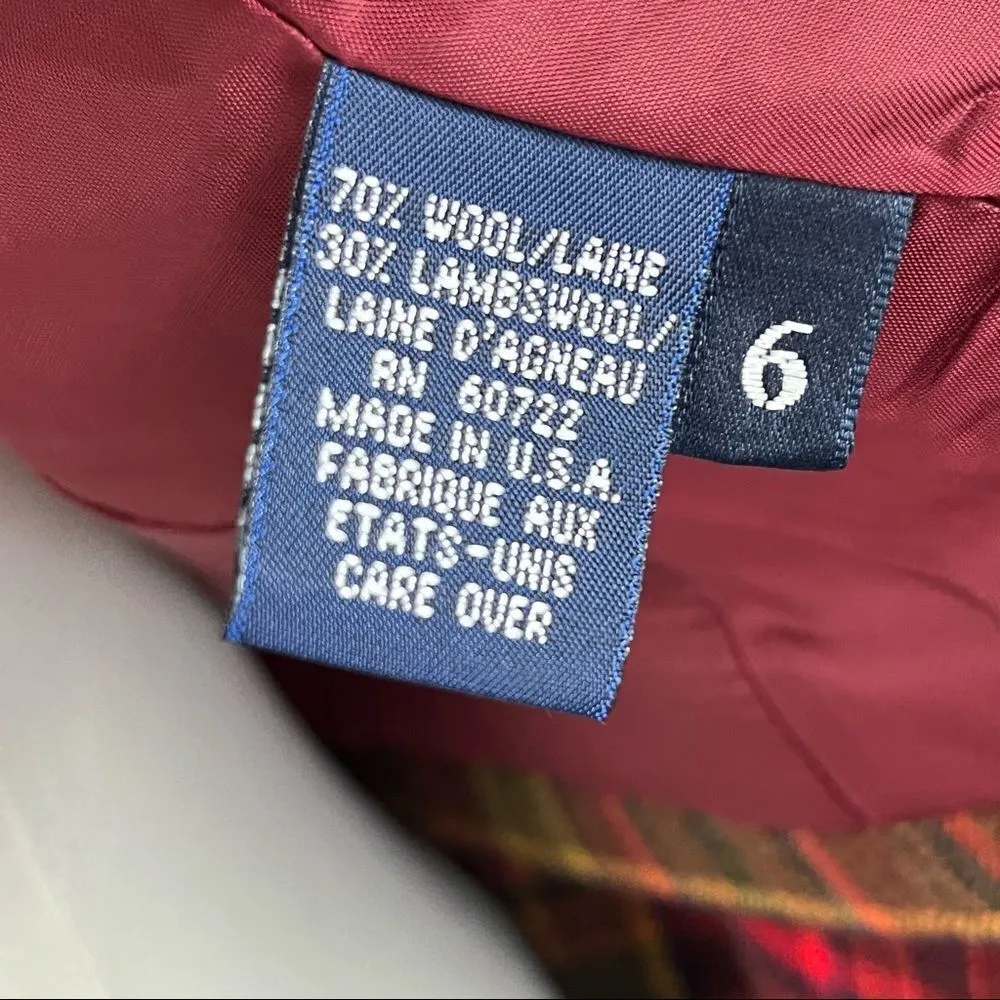 70% WOOL/LAINE
30% LAMBSWOOL/
LAINE D'AGNEAU
RN 60722
MADE IN U.S.A.
FABRIQUE AUX
ETATS-UNIS
CARE OVER
6